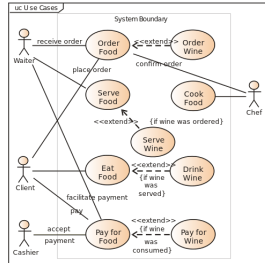 uc Use Cases
System Boundary
receive order
Order
Food
<<extend>>
Order
Wine
Waiter
place order
confirm order
Serve
Food
Cook
Food
Chef
<<extend>>
{if wine was ordered}
Serve
Wine
Eat
Food
<<extend>>
{if wine
was
served}
Drink
Wine
Client
facilitate payment
pay
accept
payment
Pay for
Food
<<extend>>
{if wine
was
consumed}
Pay for
Wine
Cashier